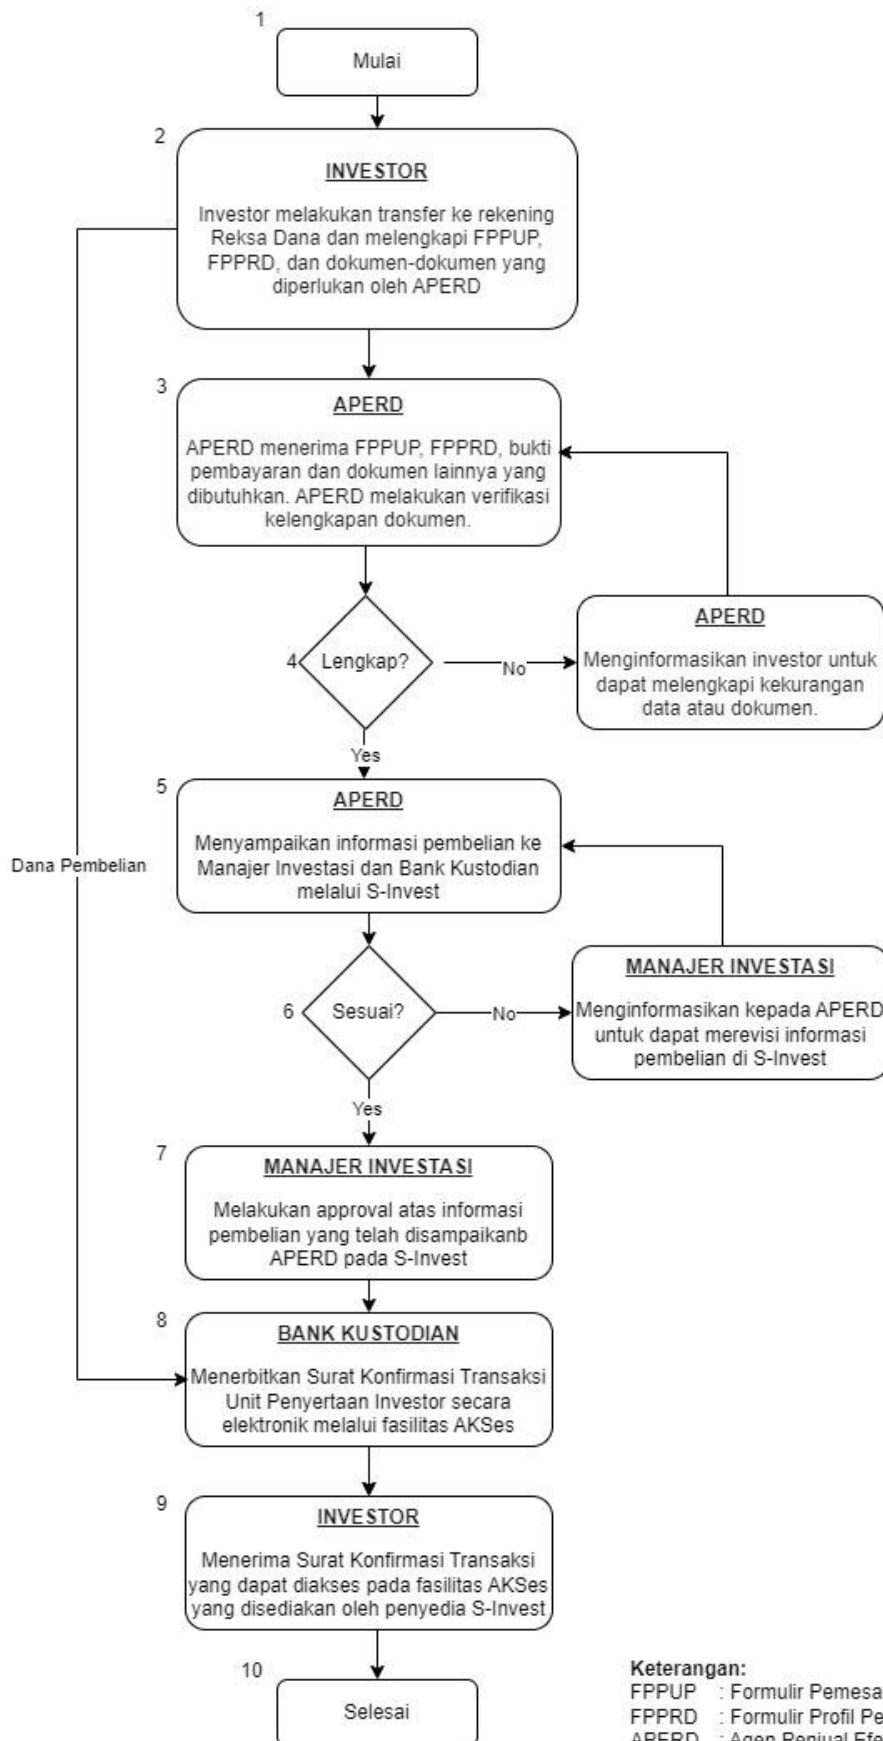 1
Mulai
2
INVESTOR
Investor melakukan transfer ke rekening
Reksa Dana dan melengkapi FPPUP,
FPPRD, dan dokumen-dokumen yang
diperlukan oleh APERD
3
APERD
APERD menerima FPPUP, FPPRD, bukti
pembayaran dan dokumen lainnya yang
dibutuhkan. APERD melakukan verifikasi
kelengkapan dokumen.
4
Lengkap?
No
APERD
Menginformasikan investor untuk
dapat melengkapi kekurangan
data atau dokumen.
Yes
5
APERD
Menyampaikan informasi pembelian ke
Manajer Investasi dan Bank Kustodian
melalui S-Invest
Dana Pembelian
6
Sesuai?
No
MANAJER INVESTASI
Menginformasikan kepada APERD
untuk dapat merevisi informasi
pembelian di S-Invest
Yes
7
MANAJER INVESTASI
Melakukan approval atas informasi
pembelian yang telah disampaikanb
APERD pada S-Invest
8
BANK KUSTODIAN
Menerbitkan Surat Konfirmasi Transaksi
Unit Penyertaan Investor secara
elektronik melalui fasilitas AKSes
9
INVESTOR
Menerima Surat Konfirmasi Transaksi
yang dapat diakses pada fasilitas AKSes
yang disediakan oleh penyedia S-Invest
10
Selesai
Keterangan:
FPPUP : Formulir Pemesa
FPPRD : Formulir Profil Pe
APERD : Agen Penjual Efe